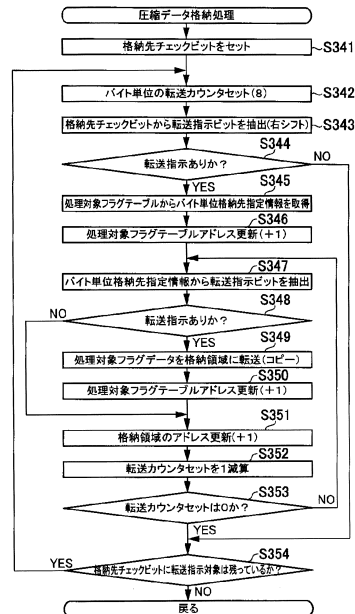 圧縮データ格納処理
格納先チェックビットをセット
S341
バイト単位の転送カウンタセット(8)
S342
格納先チェックビットから転送指示ビットを抽出(右シフト)
S343
S344
転送指示ありか?
NO
YES
S345
処理対象フラグテーブルからバイト単位格納先指定情報を取得
S346
処理対象フラグテーブルアドレス更新(+1)
S347
バイト単位格納先指定情報から転送指示ビットを抽出
S348
NO
転送指示ありか?
YES
S349
処理対象フラグデータを格納領域に転送(コピー)
S350
処理対象フラグテーブルアドレス更新(+1)
S351
格納領域のアドレス更新(+1)
S352
転送カウンタセットを1減算
S353
転送カウンタセットは0か?
NO
YES
S354
YES
格納先チェックビットに転送指示対象は残っているか?
NO
戻る